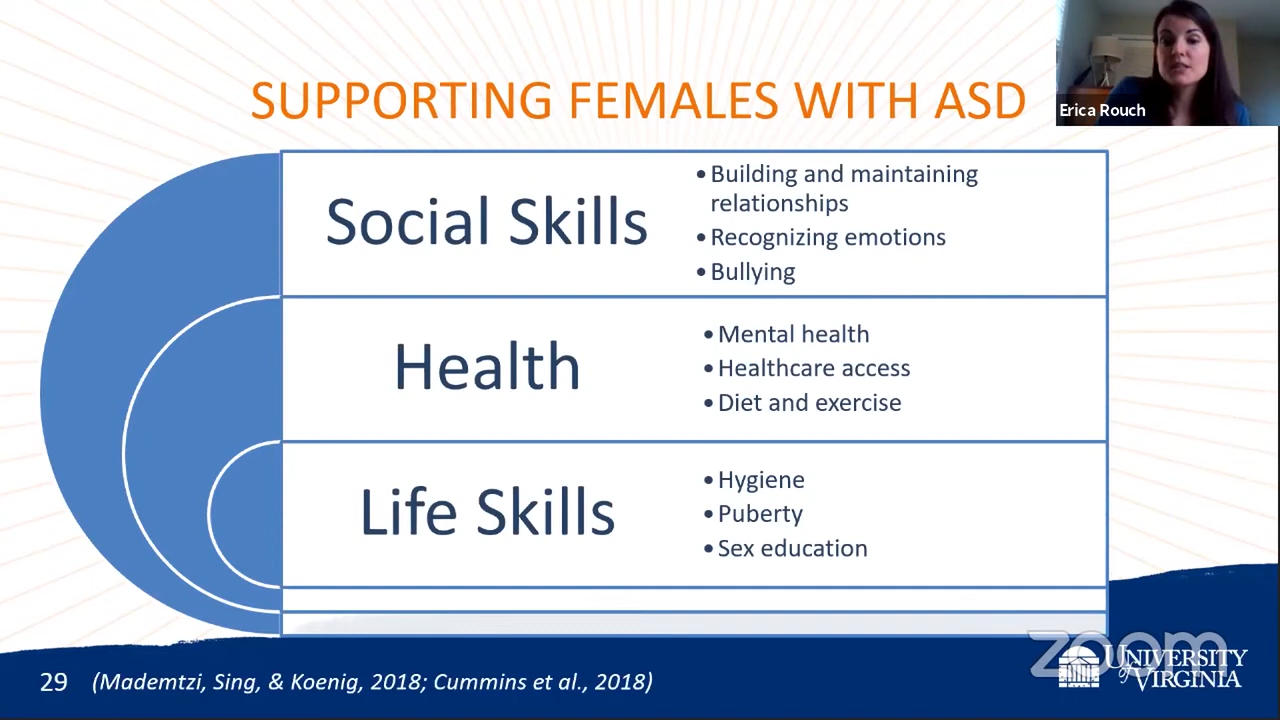 SUPPORTING FEMALES WITH ASD
Erica Rouch
Social Skills
•Building and maintaining
relationships
•Recognizing emotions
•Bullying
Health
•Mental health
•Healthcare access
•Diet and exercise
Life Skills
•Hygiene
•Puberty
•Sex education
29
(Mademtzi, Sing, & Koenig, 2018; Cummins et al., 2018)
zoom
UNIVERSITY
of VIRGINIA